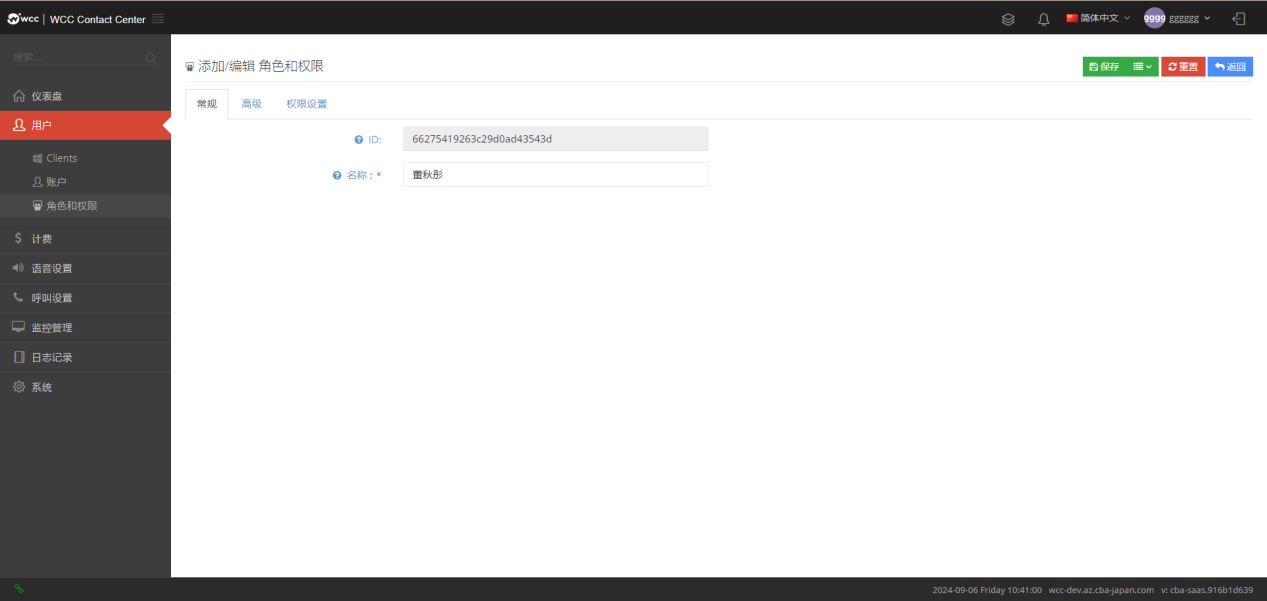 wcc | WCC Contact Center
简体中文
gggg gggggg
搜索...
仪表盘
用户
Clients
账户
角色和权限
计费
语音设置
呼叫设置
监控管理
日志记录
系统
添加/编辑 角色和权限
保存
重置
返回
常规 高级 权限设置
ID: 66275419263c29d0ad43543d
名称 : * 董秋彤
2024-09-06 Friday 10:41:00 wcc-dev.az.cba-japan.com v: cba-saas.916b1d639